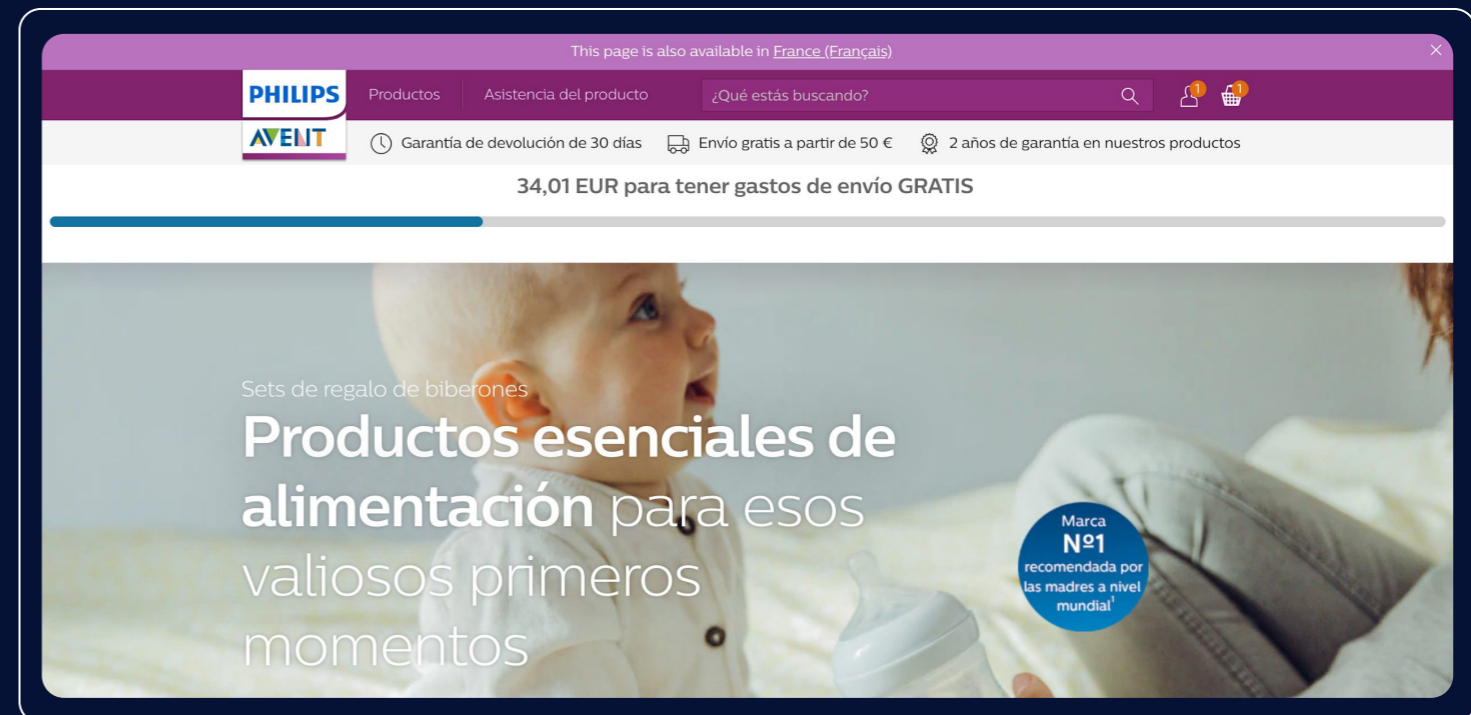 This page is also available in France (Français)
PHILIPS
Productos
Asistencia del producto
¿Qué estás buscando?
1
1
AVENT
Garantía de devolución de 30 días
Envío gratis a partir de 50 €
2 años de garantía en nuestros productos
34,01 EUR para tener gastos de envío GRATIS
Sets de regalo de biberones
Productos esenciales de
alimentación para esos
valiosos primeros
momentos
Marca
Nº1
recomendada por
las madres a nivel
mundial¹